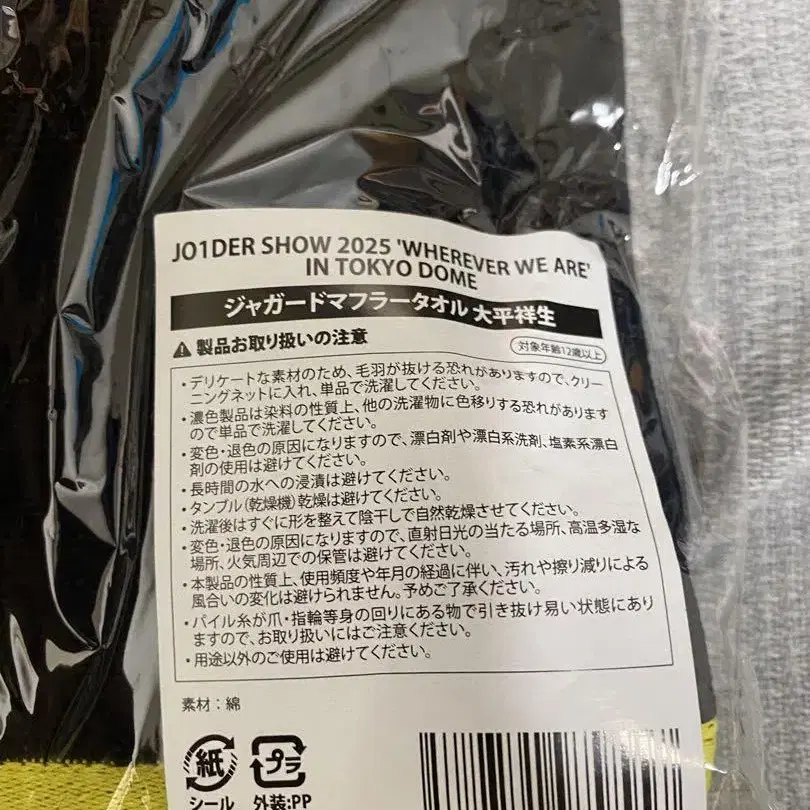 JO1DER SHOW 2025 'WHEREVER WE ARE'
IN TOKYO DOME
ジャガードマフラータオル 大平祥生
製品お取り扱いの注意
対象年齢12歳以上
・デリケートな素材のため、毛羽が抜ける恐れがありますので、クリー
ニングネットに入れ、単品で洗濯してください。
・濃色製品は染料の性質上、他の洗濯物に色移りする恐れがあります
ので単品で洗濯してください。
・変色・退色の原因になりますので、漂白剤や漂白系洗剤、塩素系漂白
剤の使用は避けてください。
・長時間の水への浸漬は避けてください。
・タンブル(乾燥機)乾燥は避けてください。
・洗濯後はすぐに形を整えて陰干しで自然乾燥させてください。
・変色・退色の原因になりますので、直射日光の当たる場所、高温多湿な
場所、火気周辺での保管は避けてください。
・本製品の性質上、使用頻度や年月の経過に伴い、汚れや擦り減りによる
風合いの変化は避けられません。予めご了承ください。
・パイル糸が爪・指輪等身の回りにある物で引き抜け易い状態にあり
ますので、お取り扱いにはご注意ください。
・用途以外のご使用は避けてください。
素材：綿
紙
プラ
シール
外装:PP